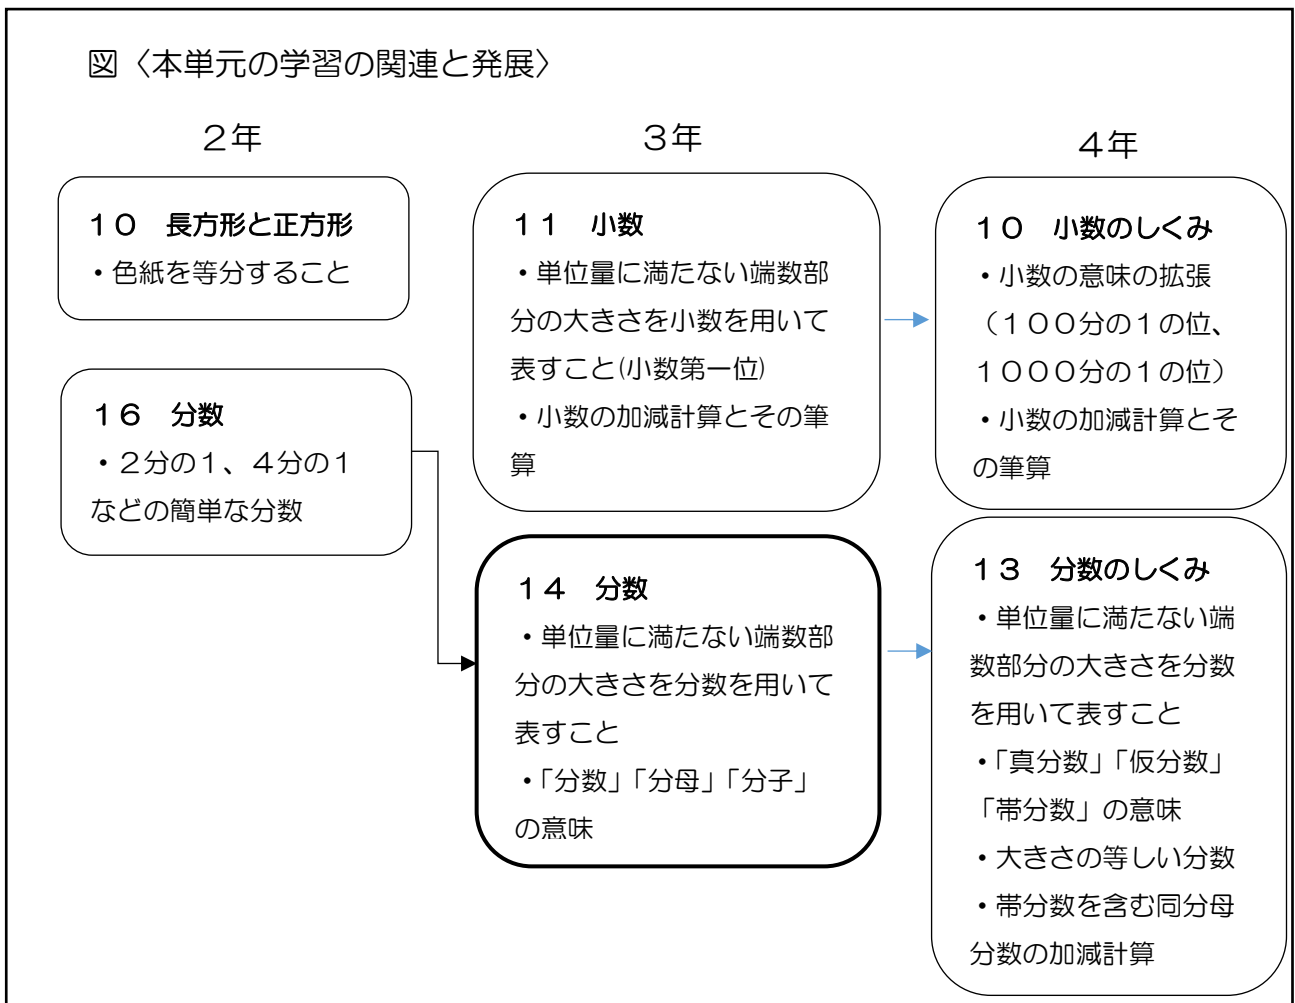 図〈本単元の学習の関連と発展〉
２年
３年
４年
１０　長方形と正方形
・色紙を等分すること
１６　分数
・２分の１、４分の１
などの簡単な分数
１１　小数
・単位量に満たない端数部
分の大きさを小数を用いて
表すこと(小数第一位)
・小数の加減計算とその筆
算
１４　分数
・単位量に満たない端数部
分の大きさを分数を用いて
表すこと
・「分数」「分母」「分子」
の意味
１０　小数のしくみ
・小数の意味の拡張
（１００分の１の位、
１０００分の１の位）
・小数の加減計算とそ
の筆算
１３　分数のしくみ
・単位量に満たない端
数部分の大きさを分数
を用いて表すこと
・「真分数」「仮分数」
「帯分数」の意味
・大きさの等しい分数
・帯分数を含む同分母
分数の加減計算